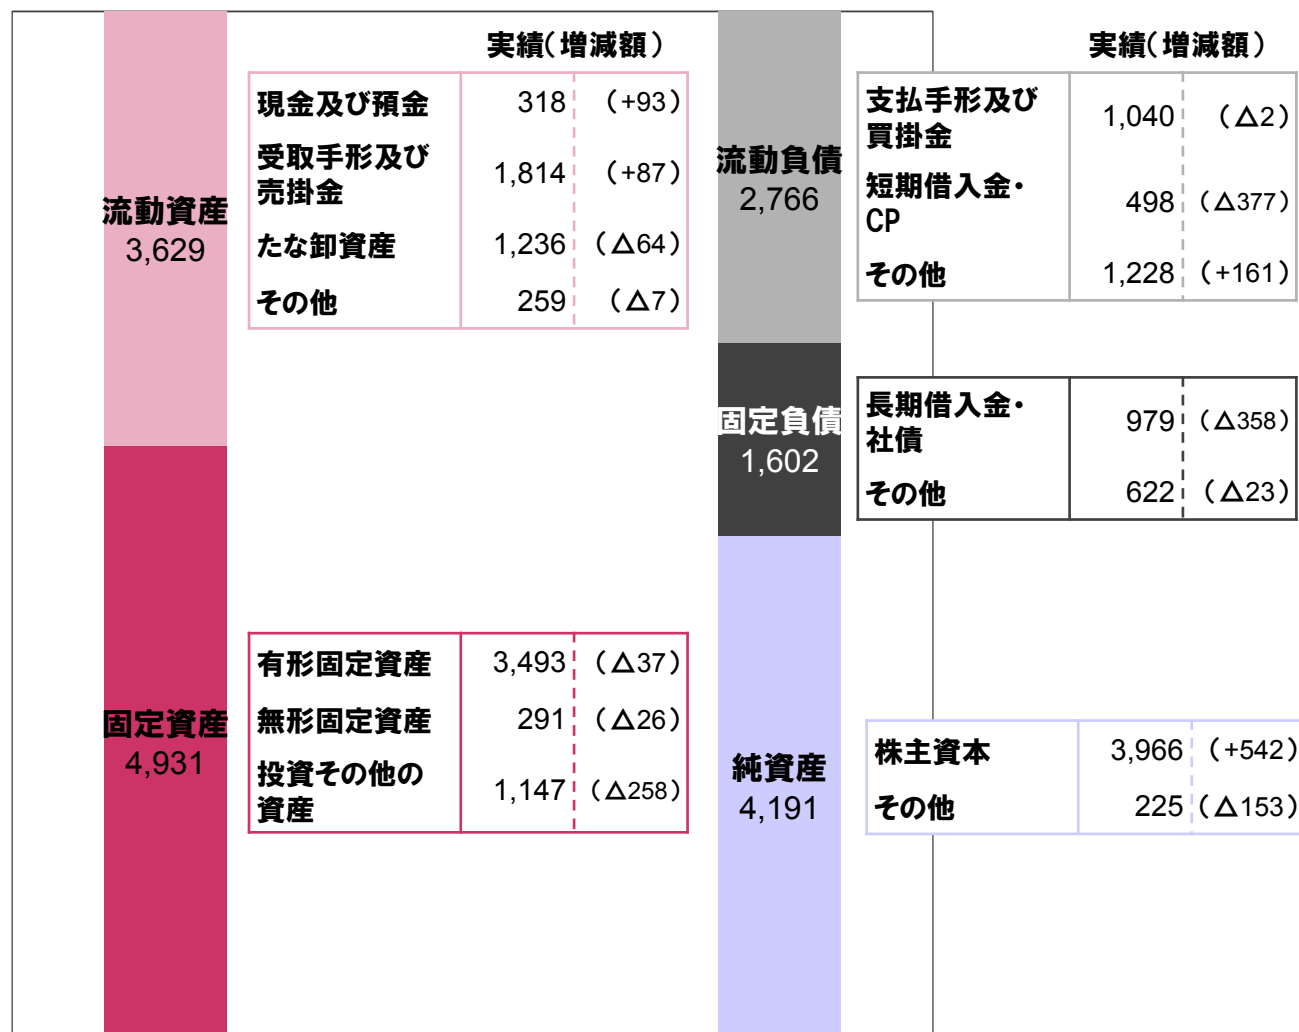 実績(増減額)
流動資産
3,629
現金及び預金 318 (+93)
受取手形及び
売掛金 1,814 (+87)
たな卸資産 1,236 (△64)
その他 259 (△7)
固定資産
4,931
有形固定資産 3,493 (△37)
無形固定資産 291 (△26)
投資その他の
資産 1,147 (△258)
実績(増減額)
流動負債
2,766
支払手形及び
買掛金 1,040 (△2)
短期借入金・
CP 498 (△377)
その他 1,228 (+161)
固定負債
1,602
長期借入金・
社債 979 (△358)
その他 622 (△23)
純資産
4,191
株主資本 3,966 (+542)
その他 225 (△153)